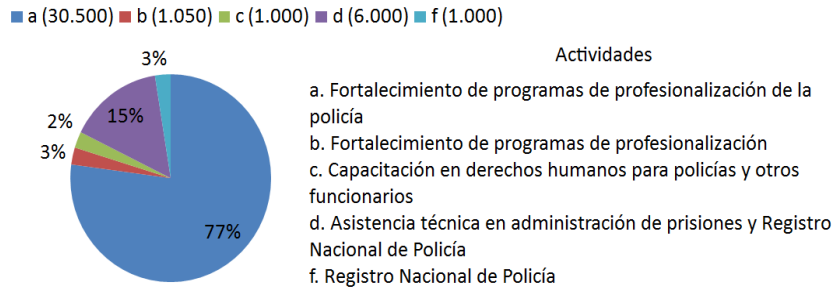 a (30.500) b (1.050) c (1.000) d (6.000) f (1.000)
3%
2%
3%
15%
77%
Actividades
a. Fortalecimiento de programas de profesionalización de la
policía
b. Fortalecimiento de programas de profesionalización
c. Capacitación en derechos humanos para policías y otros
funcionarios
d. Asistencia técnica en administración de prisiones y Registro
Nacional de Policía
f. Registro Nacional de Policía